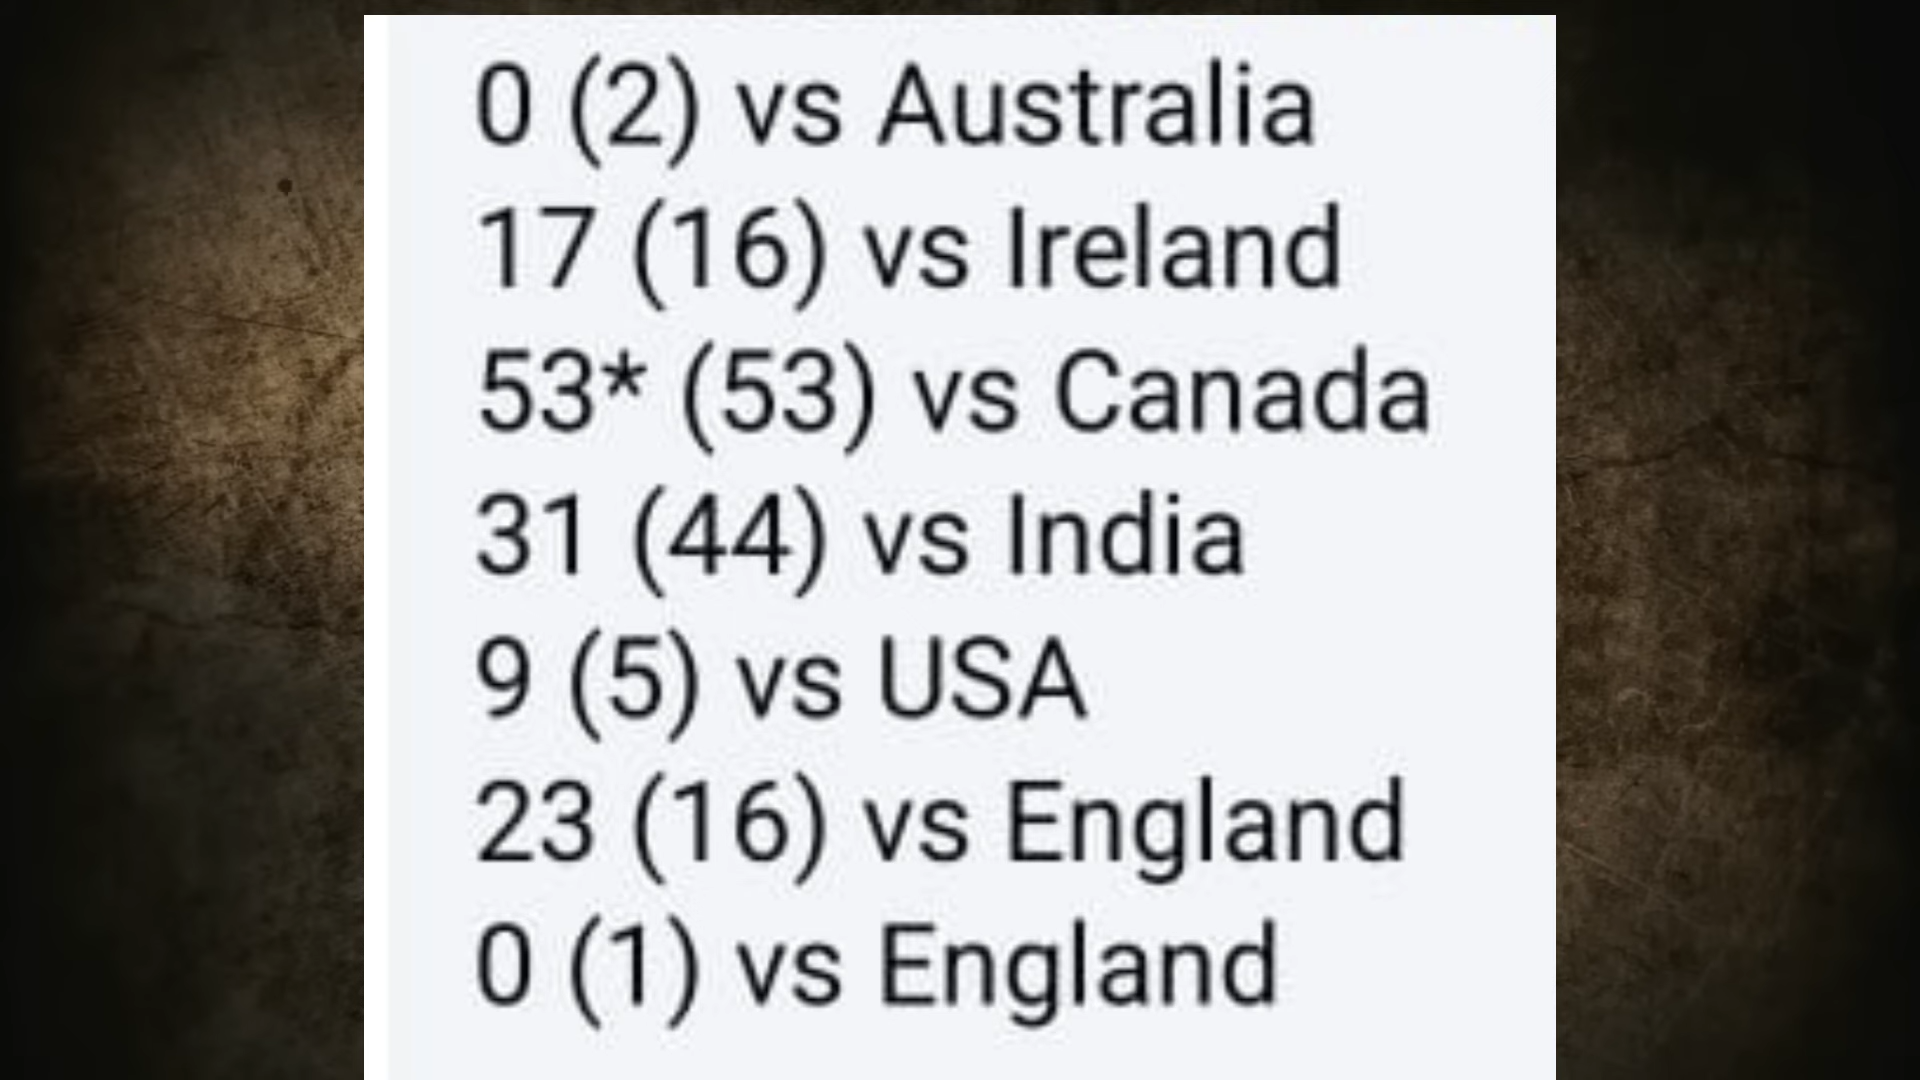 0 (2) vs Australia
17 (16) vs Ireland
53* (53) vs Canada
31 (44) vs India
9 (5) vs USA
23 (16) vs England
0 (1) vs England